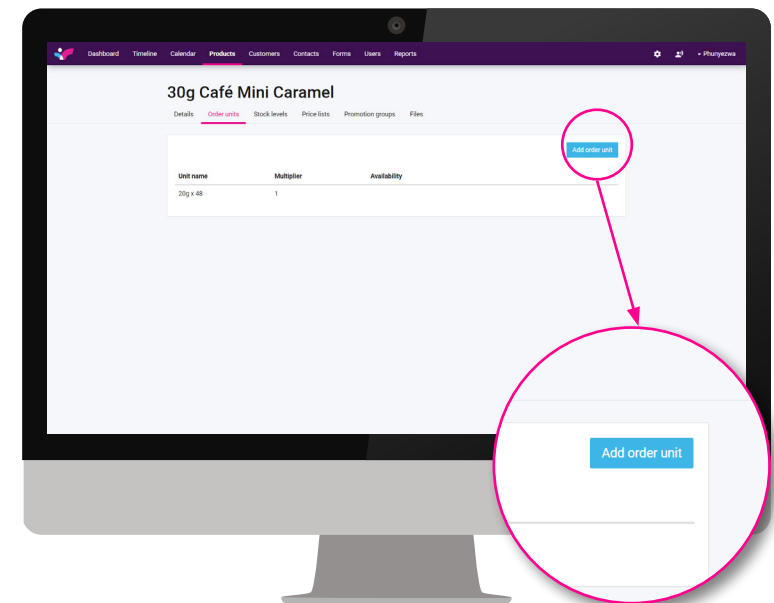 Dashboard Timeline Calendar Products Customers Contacts Forms Users Reports Phunyezwa
30g Café Mini Caramel
Details Order units Stock levels Price lists Promotion groups Files
Add order unit
Unit name Multiplier Availability
20g x 48 1
Add order unit